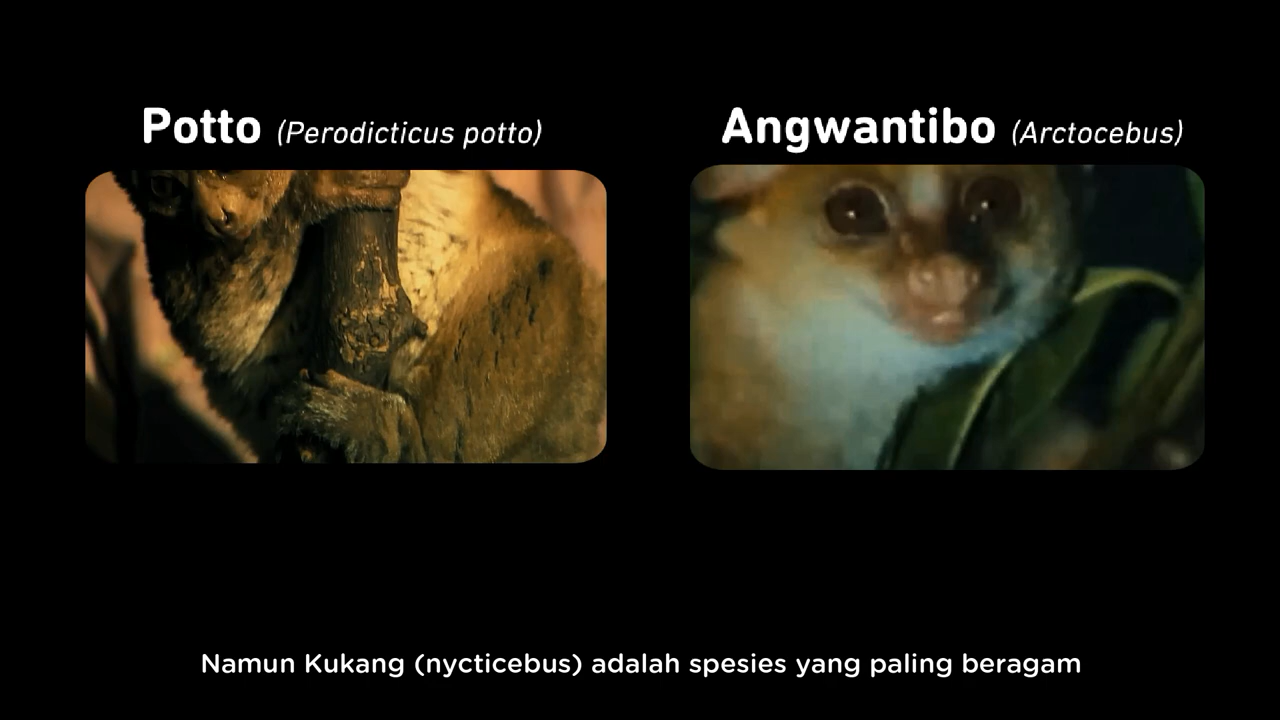 Potto (Perodicticus potto)
Angwantibo (Arctocebus)
Namun Kukang (nycticebus) adalah spesies yang paling beragam